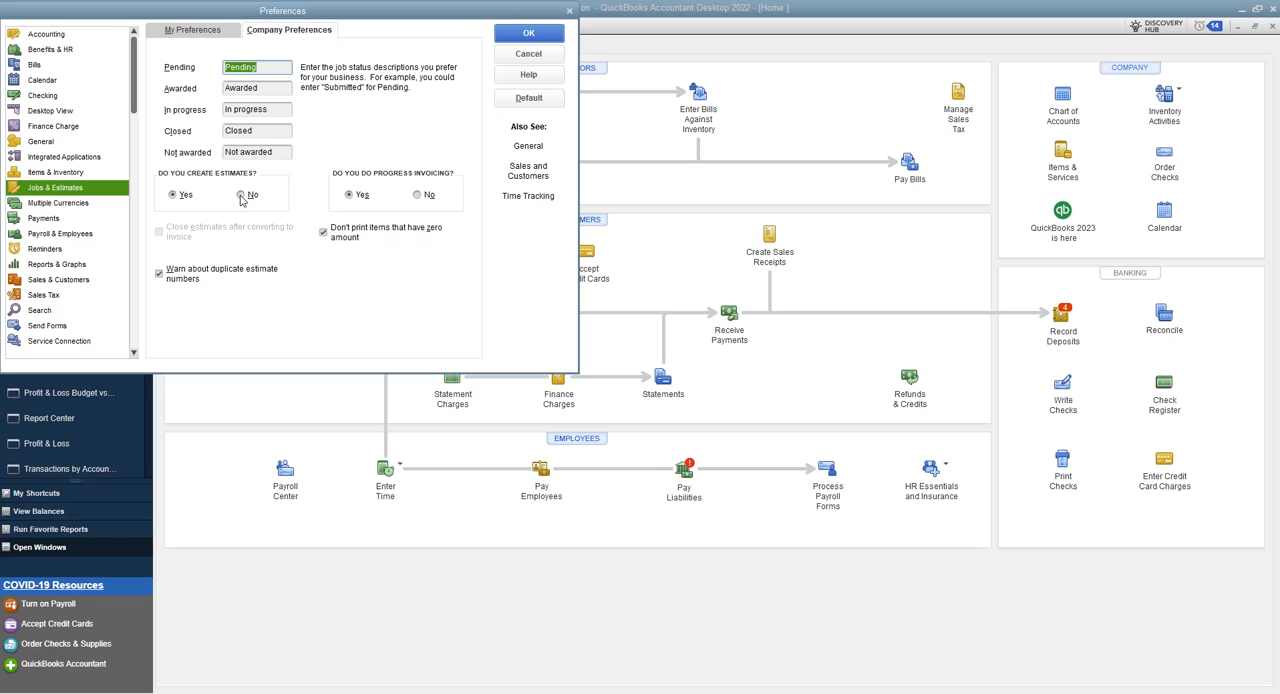 Preferences
on - QuickBooks Accountant Desktop 2022 - [Home ]
DISCOVERY
HUB
14
My Preferences
Company Preferences
Accounting
Benefits & HR
Bills
Calendar
Checking
Desktop View
Finance Charge
General
Integrated Applications
Items & Inventory
Jobs & Estimates
Multiple Currencies
Payments
Payroll & Employees
Reminders
Reports & Graphs
Sales & Customers
Sales Tax
Search
Send Forms
Service Connection
Pending
Pending
Awarded
Awarded
In progress
In progress
Closed
Closed
Not awarded
Not awarded
Enter the job status descriptions you prefer
for your business. For example, you could
enter "Submitted" for Pending.
DO YOU CREATE ESTIMATES?
Yes
No
DO YOU DO PROGRESS INVOICING?
Yes
No
Close estimates after converting to
invoice
Don't print items that have zero
amount
Warn about duplicate estimate
numbers
OK
Cancel
Help
Default
Also See:
General
Sales and
Customers
Time Tracking
ORS
Enter Bills
Against
Inventory
Manage
Sales
Tax
Pay Bills
MERS
Create Sales
Receipts
ccept
dit Cards
Receive
Payments
Statement
Charges
Finance
Charges
Statements
Refunds
& Credits
EMPLOYEES
Payroll
Center
Enter
Time
Pay
Employees
Pay
Liabilities
Process
Payroll
Forms
HR Essentials
and Insurance
COMPANY
Chart of
Accounts
Inventory
Activities
Items &
Services
Order
Checks
qb
QuickBooks 2023
is here
Calendar
BANKING
4
Record
Deposits
Reconcile
Write
Checks
Check
Register
Print
Checks
Enter Credit
Card Charges
Profit & Loss Budget vs...
Report Center
Profit & Loss
Transactions by Accoun...
My Shortcuts
View Balances
Run Favorite Reports
Open Windows
COVID-19 Resources
Turn on Payroll
Accept Credit Cards
Order Checks & Supplies
QuickBooks Accountant